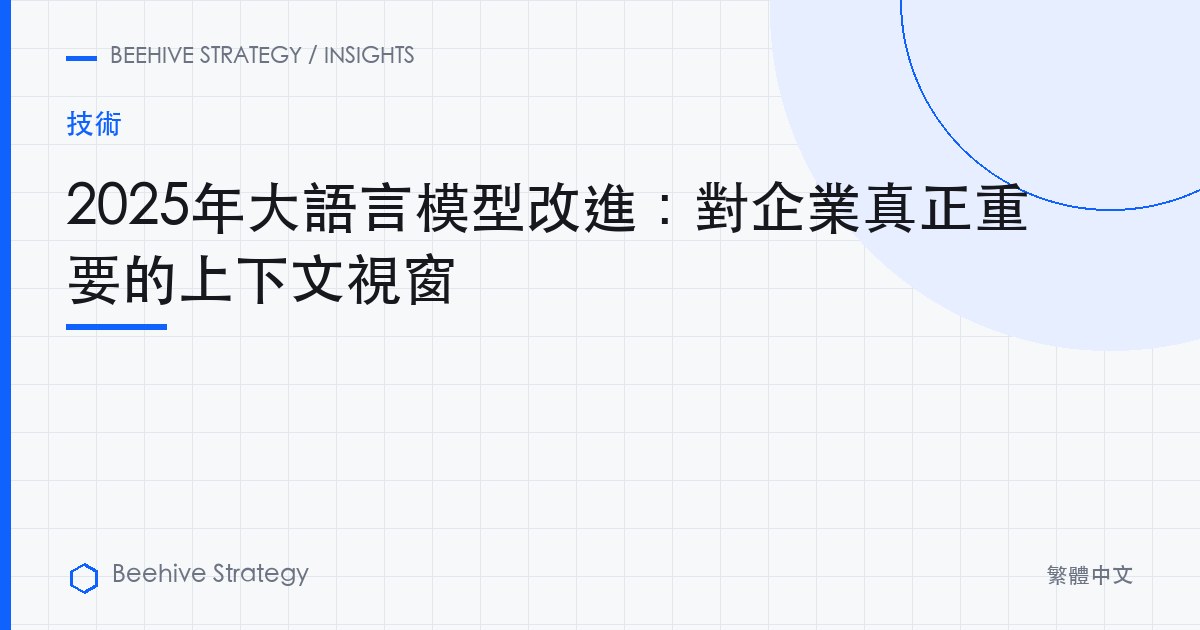 BEEHIVE STRATEGY / INSIGHTS
技術
2025年大語言模型改進：對企業真正重
要的上下文視窗
Beehive Strategy
繁體中文